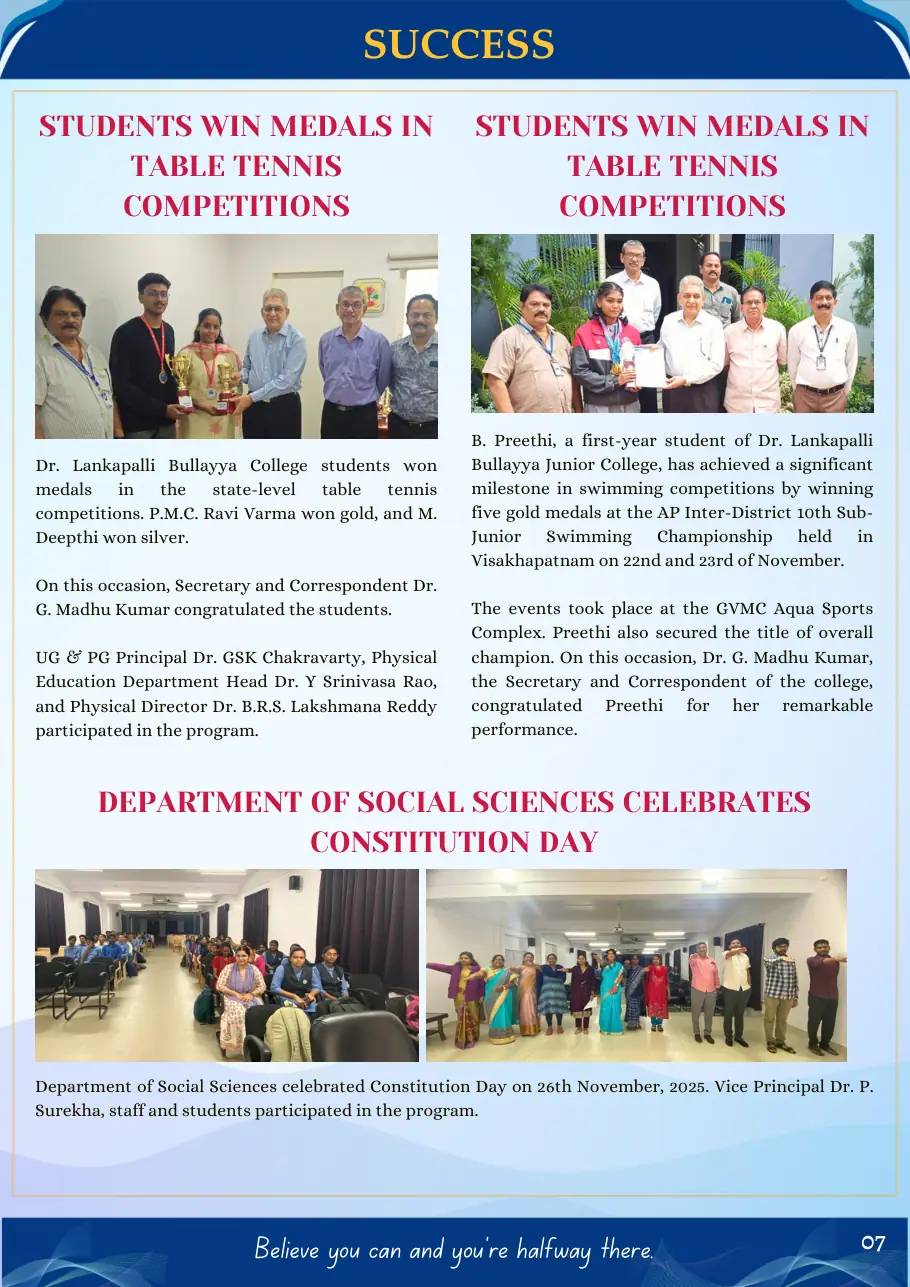 SUCCESS
STUDENTS WIN MEDALS IN
TABLE TENNIS
COMPETITIONS
Dr. Lankapalli Bullayya College students won
medals in the state-level table tennis
competitions. P.M.C. Ravi Varma won gold, and M.
Deepthi won silver.
On this occasion, Secretary and Correspondent Dr.
G. Madhu Kumar congratulated the students.
UG & PG Principal Dr. GSK Chakravarty, Physical
Education Department Head Dr. Y Srinivasa Rao,
and Physical Director Dr. B.R.S. Lakshmana Reddy
participated in the program.
STUDENTS WIN MEDALS IN
TABLE TENNIS
COMPETITIONS
B. Preethi, a first-year student of Dr. Lankapalli
Bullayya Junior College, has achieved a significant
milestone in swimming competitions by winning
five gold medals at the AP Inter-District 10th Sub-
Junior Swimming Championship held in
Visakhapatnam on 22nd and 23rd of November.
The events took place at the GVMC Aqua Sports
Complex. Preethi also secured the title of overall
champion. On this occasion, Dr. G. Madhu Kumar,
the Secretary and Correspondent of the college,
congratulated Preethi for her remarkable
performance.
DEPARTMENT OF SOCIAL SCIENCES CELEBRATES
CONSTITUTION DAY
Department of Social Sciences celebrated Constitution Day on 26th November, 2025. Vice Principal Dr. P.
Surekha, staff and students participated in the program.
Believe you can and you're halfway there.
07